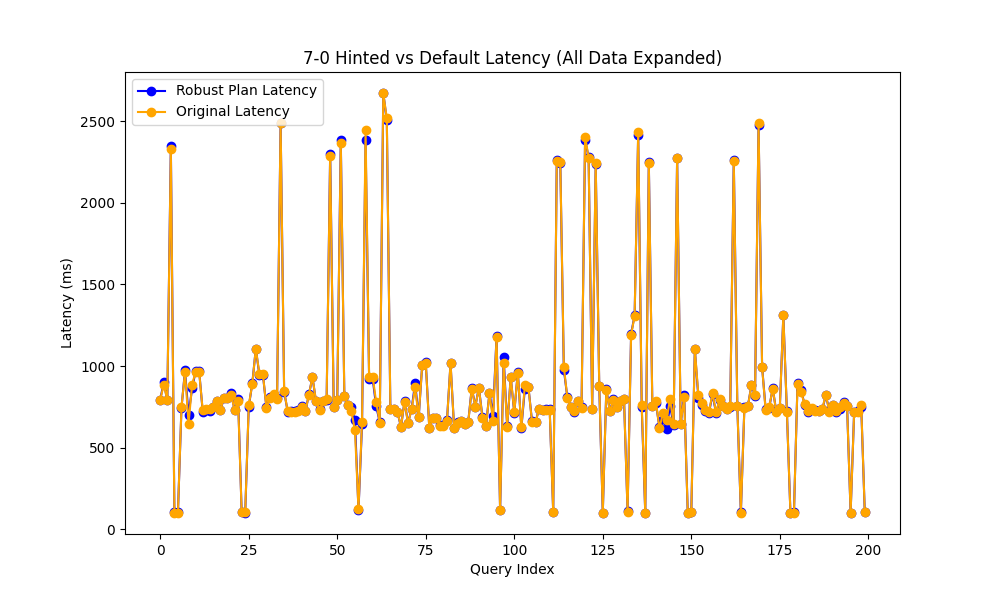 7-0 Hinted vs Default Latency (All Data Expanded)
Robust Plan Latency
Original Latency
2500
2000
1500
1000
500
0
Latency (ms)
0 25 50 75 100 125 150 175 200
Query Index